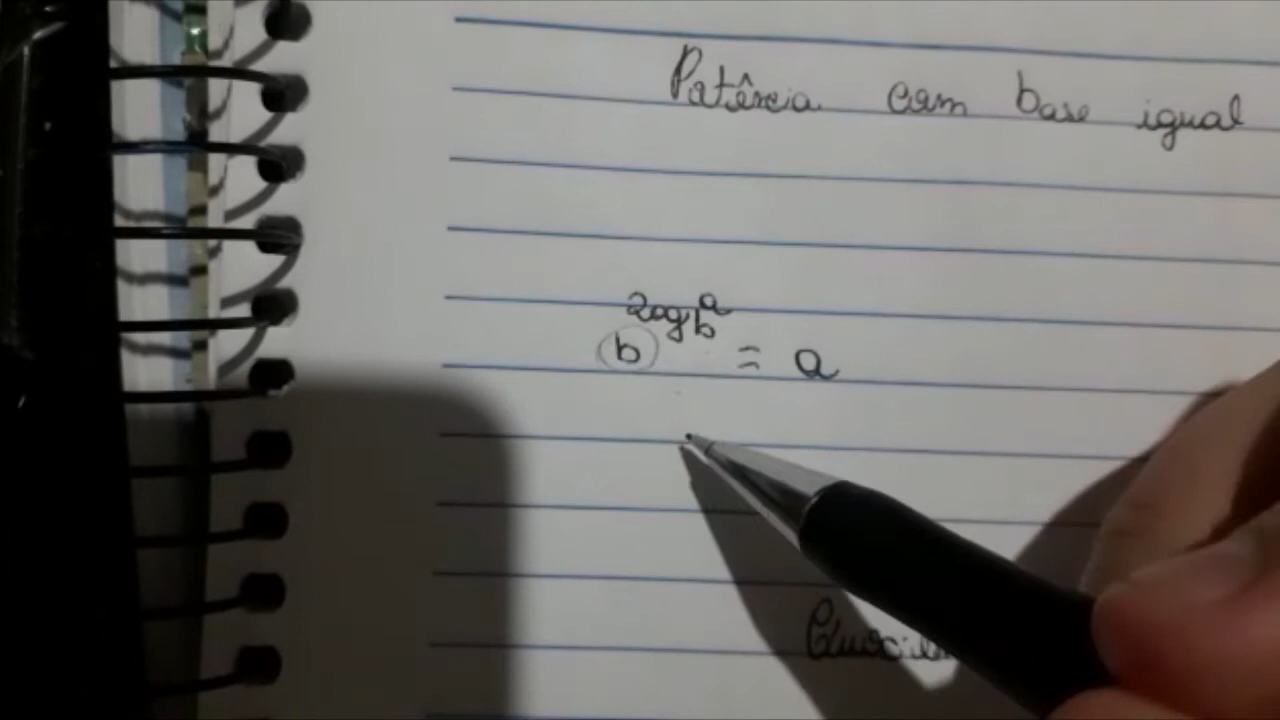 Potência com base igual
b^log_b a = a